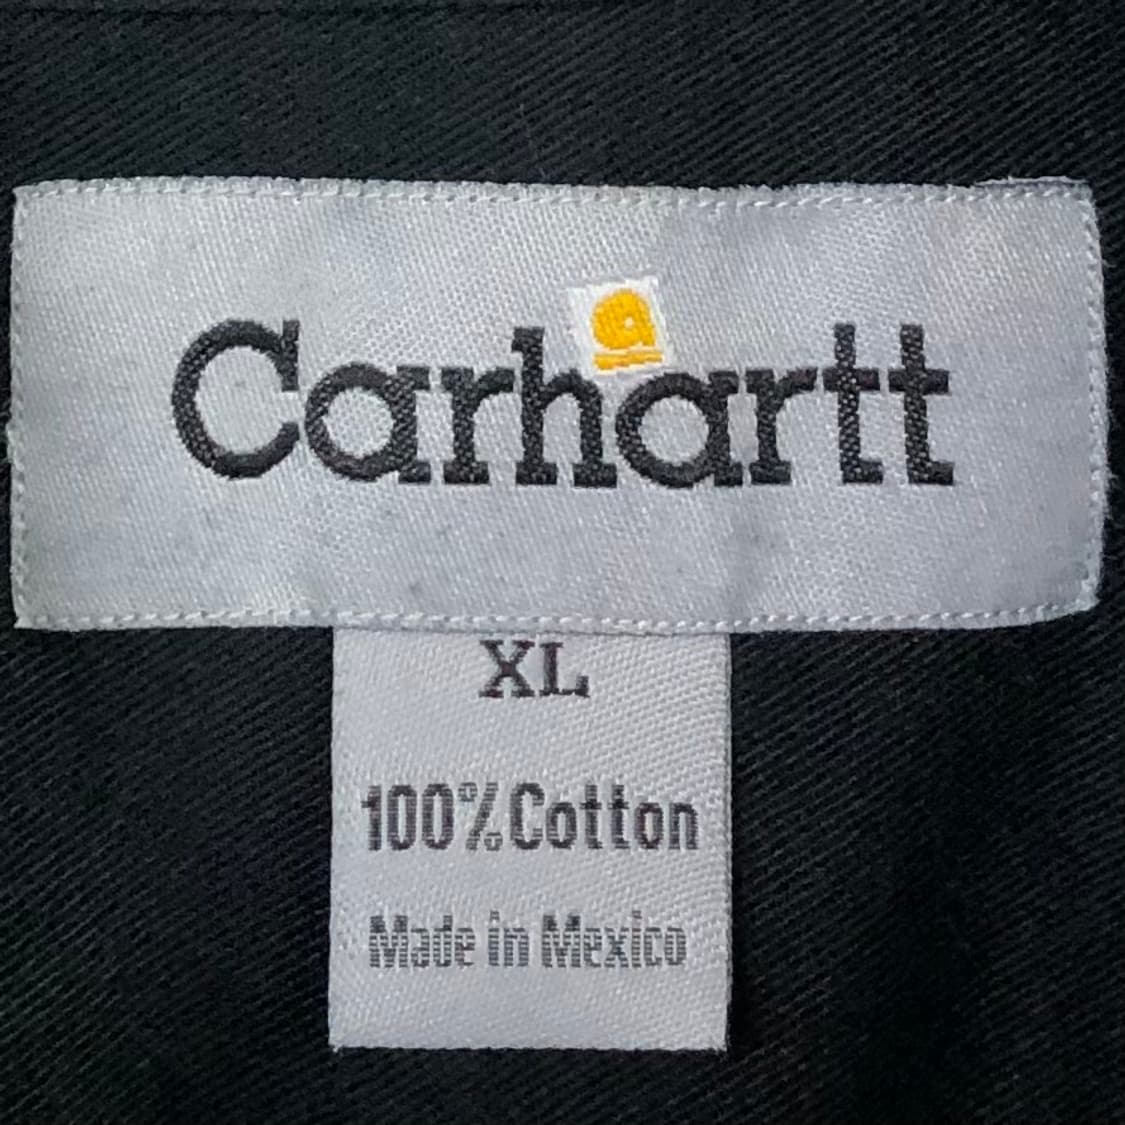 Carhartt
XL
100% Cotton
Made in Mexico